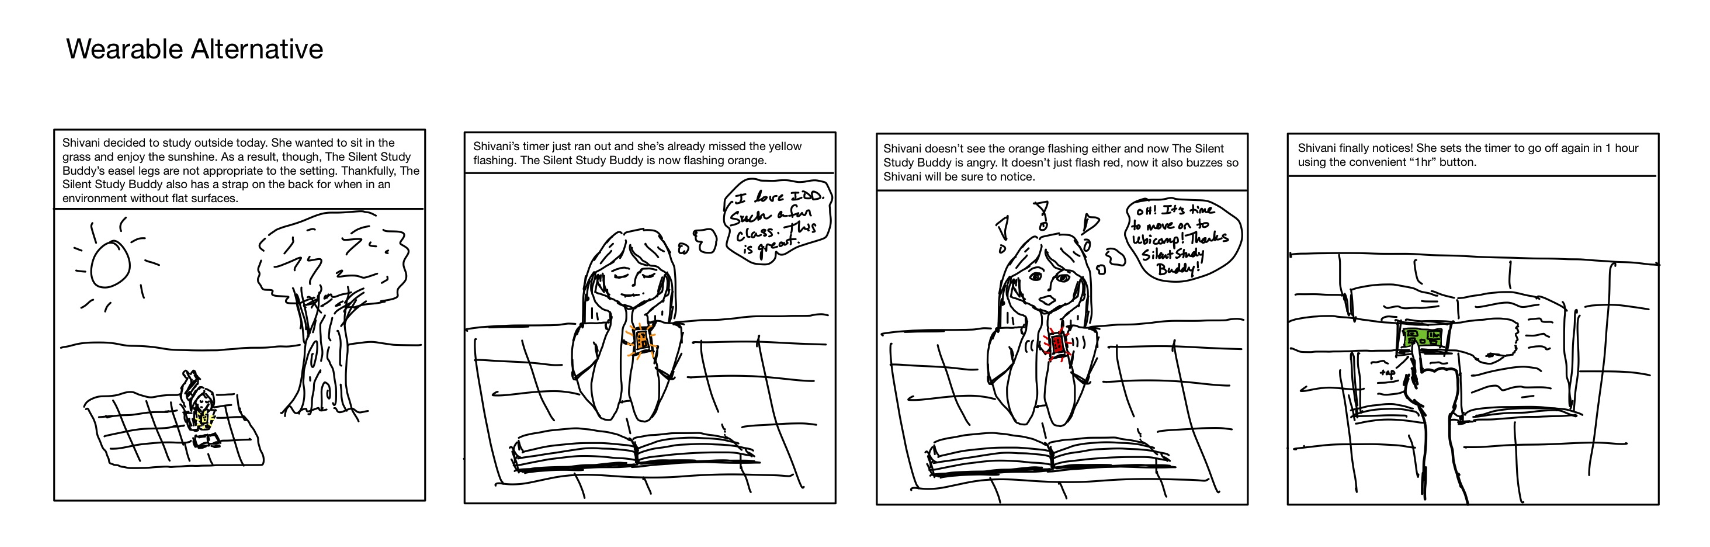 Wearable Alternative
Shivani decided to study outside today. She wanted to sit in the
grass and enjoy the sunshine. As a result, though, The Silent Study
Buddy's easel legs are not appropriate to the setting. Thankfully, The
Silent Study Buddy also has a strap on the back for when in an
environment without flat surfaces.
Shivani's timer just ran out and she's already missed the yellow
flashing. The Silent Study Buddy is now flashing orange.
I love IDD.
Such a fun
class. This
is great.
Shivani doesn't see the orange flashing either and now The Silent
Study Buddy is angry. It doesn't just flash red, now it also buzzes so
Shivani will be sure to notice.
OH! It's time
to move on to
Ubicomp! Thanks
Silent Study
Buddy!
Shivani finally notices! She sets the timer to go off again in 1 hour
using the convenient “1hr” button.
tap